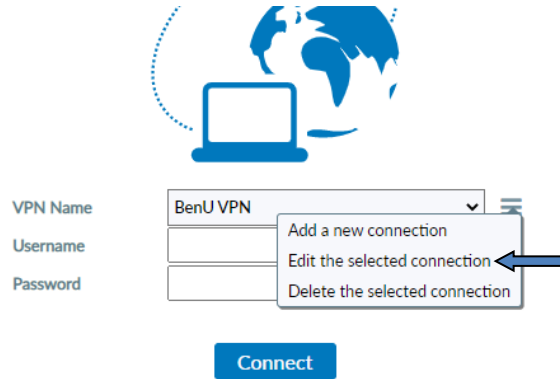 VPN Name
BenU VPN
Add a new connection
Username
Edit the selected connection
Password
Delete the selected connection
Connect